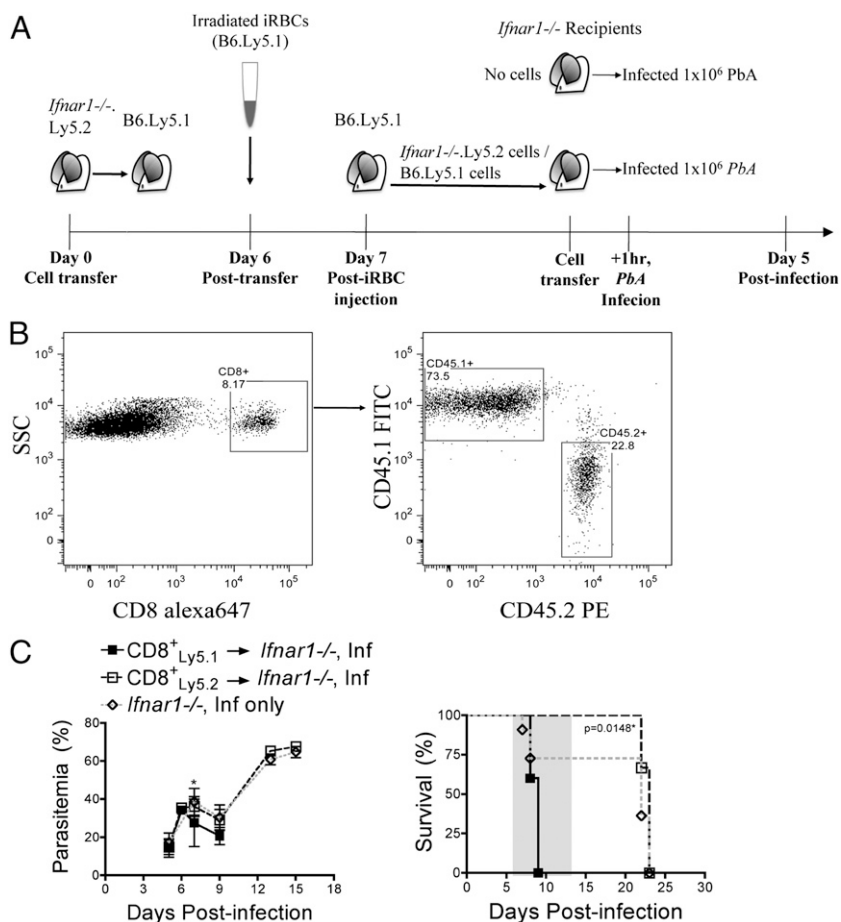 A
Irradiated iRBCs
(B6.Ly5.1)
Ifnar1-/- Recipients
No cells
Infected 1x10⁶ PbA
Ifnar1-/-.
Ly5.2
B6.Ly5.1
B6.Ly5.1
Ifnar1-/-.Ly5.2 cells /
B6.Ly5.1 cells
Infected 1x10⁶ PbA
Day 0
Cell transfer
Day 6
Post-transfer
Day 7
Post-iRBC
injection
Cell
transfer
+1hr,
PbA
Infecion
Day 5
Post-infection
B
SSC
10⁵
10⁴
10³
10²
0
CD8+
8.17
0 10² 10³ 10⁴ 10⁵
CD8 alexa647
CD45.1 FITC
10⁵
10⁴
10³
10²
0
CD45.1+
73.5
CD45.2+
22.8
0 10² 10³ 10⁴ 10⁵
CD45.2 PE
C
CD8⁺Ly5.1 → Ifnar1-/-, Inf
CD8⁺Ly5.2 → Ifnar1-/-, Inf
Ifnar1-/-, Inf only
Parasitemia (%)
80
60
40
20
0
*
0 3 6 9 12 15 18
Days Post-infection
Survival (%)
100
75
50
25
0
p=0.0148*
0 5 10 15 20 25 30
Days Post-infection